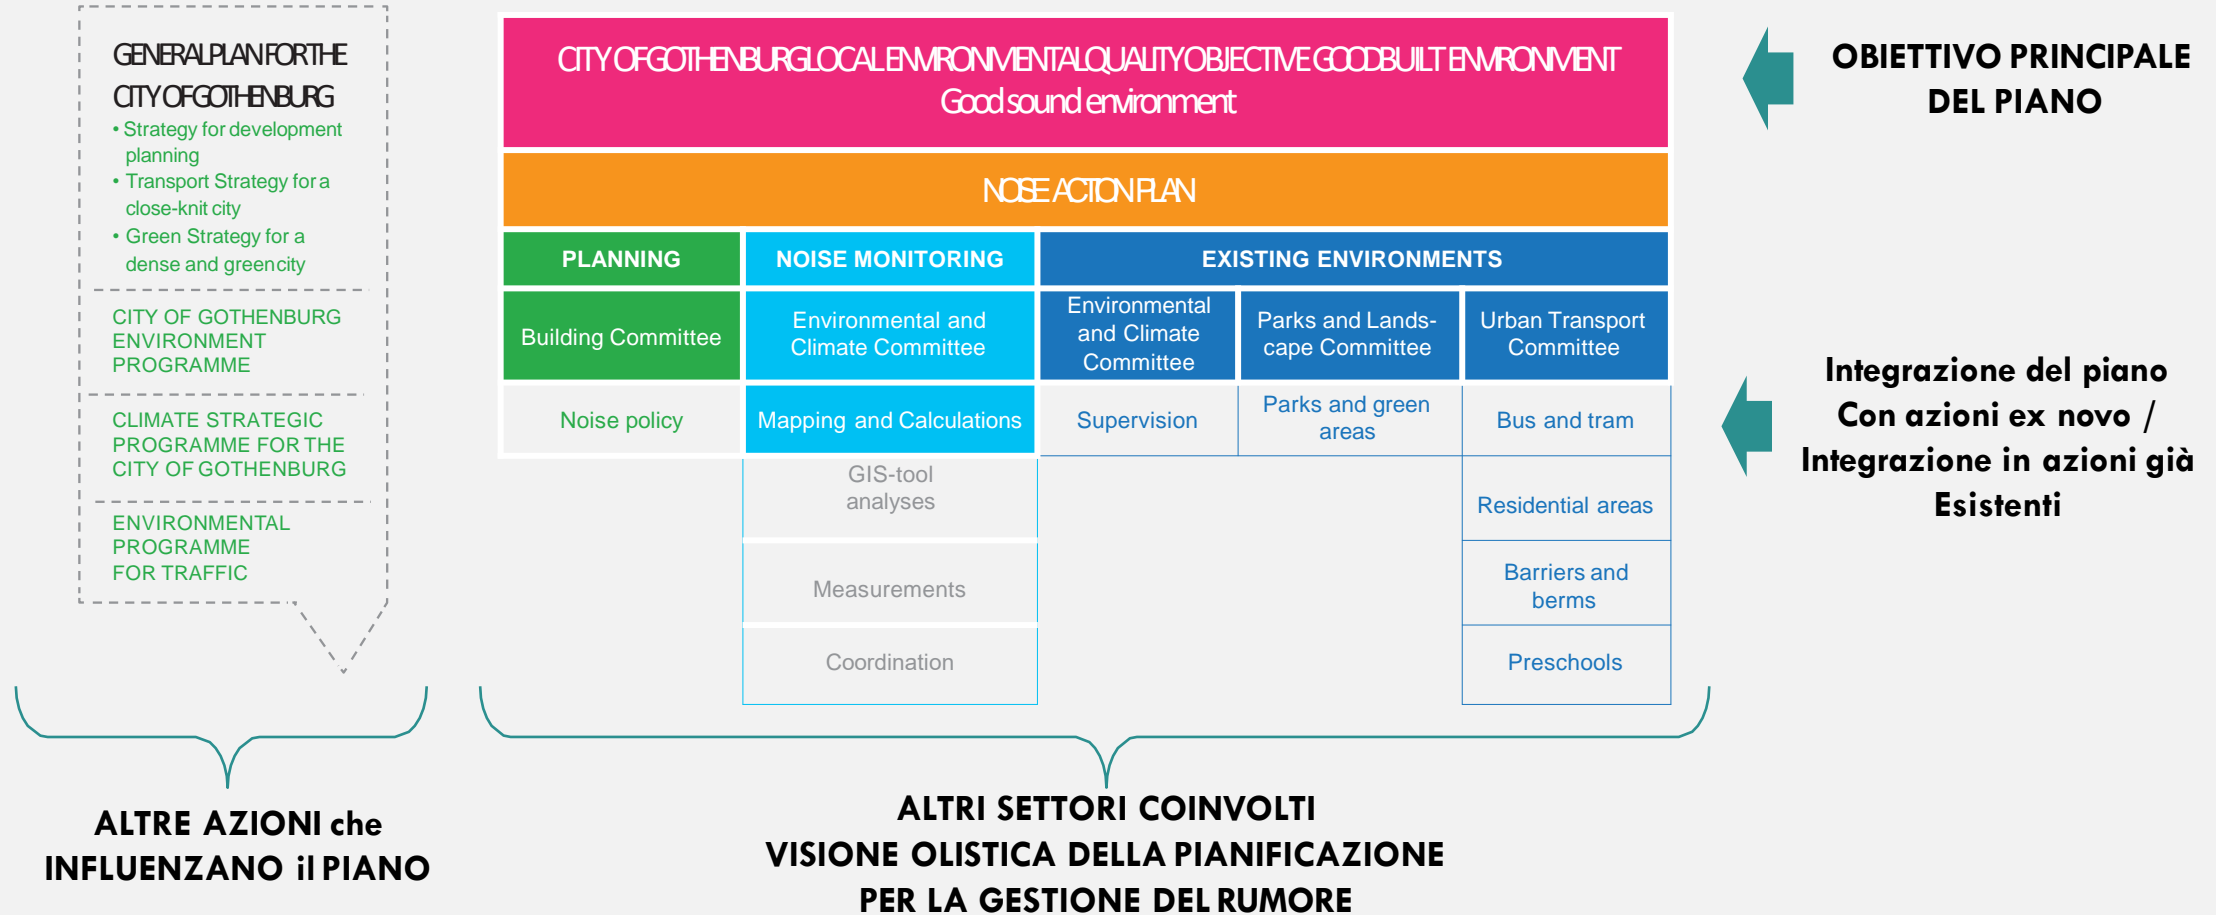 GENERAL PLAN FOR THE
CITY OF GOTHENBURG
• Strategy for development
planning
• Transport Strategy for a
close-knit city
• Green Strategy for a
dense and green city
CITY OF GOTHENBURG
ENVIRONMENT
PROGRAMME
CLIMATE STRATEGIC
PROGRAMME FOR THE
CITY OF GOTHENBURG
ENVIRONMENTAL
PROGRAMME
FOR TRAFFIC
ALTRE AZIONI che
INFLUENZANO il PIANO
CITY OF GOTHENBURG LOCAL ENVIRONMENTAL QUALITY OBJECTIVE GOOD BUILT ENVIRONMENT
Good sound environment
NOISE ACTION PLAN
PLANNING
NOISE MONITORING
EXISTING ENVIRONMENTS
Building Committee
Environmental and
Climate Committee
Environmental
and Climate
Committee
Parks and Lands-
cape Committee
Urban Transport
Committee
Noise policy
Mapping and Calculations
Supervision
Parks and green
areas
Bus and tram
GIS-tool
analyses
Residential areas
Measurements
Barriers and
berms
Coordination
Preschools
ALTRI SETTORI COINVOLTI
VISIONE OLISTICA DELLA PIANIFICAZIONE
PER LA GESTIONE DEL RUMORE
OBIETTIVO PRINCIPALE
DEL PIANO
Integrazione del piano
Con azioni ex novo /
Integrazione in azioni già
Esistenti